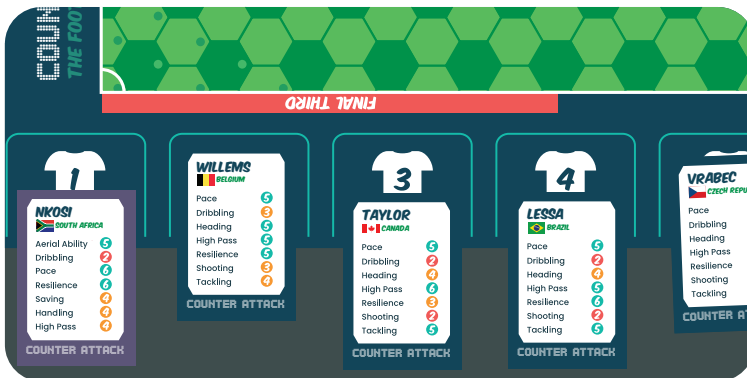 COUN
THE FOO
FINAL THIRD
1
NKOSI
SOUTH AFRICA
Aerial Ability 5
Dribbling 2
Pace 6
Resilience 6
Saving 4
Handling 4
High Pass 4
COUNTER ATTACK
WILLEMS
BELGIUM
Pace 5
Dribbling 3
Heading 5
High Pass 5
Resilience 5
Shooting 3
Tackling 4
COUNTER ATTACK
3
TAYLOR
CANADA
Pace 5
Dribbling 2
Heading 4
High Pass 6
Resilience 3
Shooting 2
Tackling 5
COUNTER ATTACK
4
LESSA
BRAZIL
Pace 5
Dribbling 2
Heading 4
High Pass 5
Resilience 6
Shooting 2
Tackling 5
COUNTER ATTACK
VRABEC
CZECH REPU
Pace
Dribbling
Heading
High Pass
Resilience
Shooting
Tackling
COUNTER A